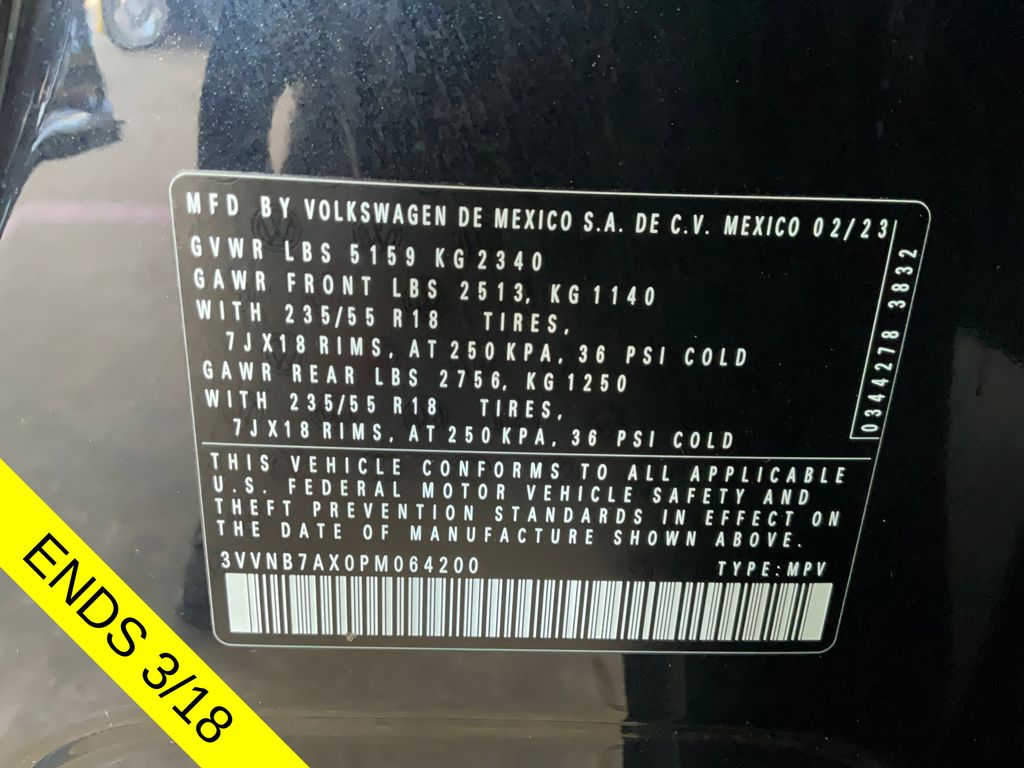 MFD BY VOLKSWAGEN DE MEXICO S.A. DE C.V. MEXICO 02/23
GVWR LBS 5159 KG 2340
GAWR FRONT LBS 2513, KG 1140
WITH 235/55 R18 TIRES,
7JX18 RIMS, AT 250 KPA, 36 PSI COLD
GAWR REAR LBS 2756, KG 1250
WITH 235/55 R18 TIRES,
7JX18 RIMS, AT 250 KPA, 36 PSI COLD
0344278 3832
THIS VEHICLE CONFORMS TO ALL APPLICABLE
U.S. FEDERAL MOTOR VEHICLE SAFETY AND
THEFT PREVENTION STANDARDS IN EFFECT ON
THE DATE OF MANUFACTURE SHOWN ABOVE.
3VVNB7AX0PM064200 TYPE: MPV
ENDS 3/18